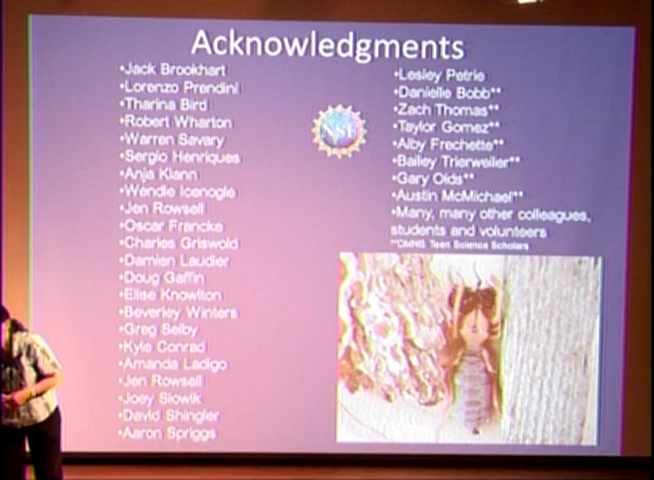 Acknowledgments
•Jack Brookhart
•Lorenzo Prendini
•Tharina Bird
•Robert Wharton
•Warren Savary
•Sergio Henriques
•Anja Klann
•Wendle Icenogle
•Jen Rowsell
•Oscar Francke
•Charles Griswold
•Damien Laudier
•Doug Gaffin
•Elise Knowlton
•Beverley Winters
•Greg Selby
•Kyle Conrad
•Amanda Ladigo
•Jen Rowsell
•Joey Slowik
•David Shingler
•Aaron Spriggs
NSF
•Lesley Petrie
•Danielle Bobb**
•Zach Thomas**
•Taylor Gomez**
•Alby Frechette**
•Bailey Trierweiler**
•Gary Olds**
•Austin McMichael**
•Many, many other colleagues,
students and volunteers
**DMNS Teen Science Scholars